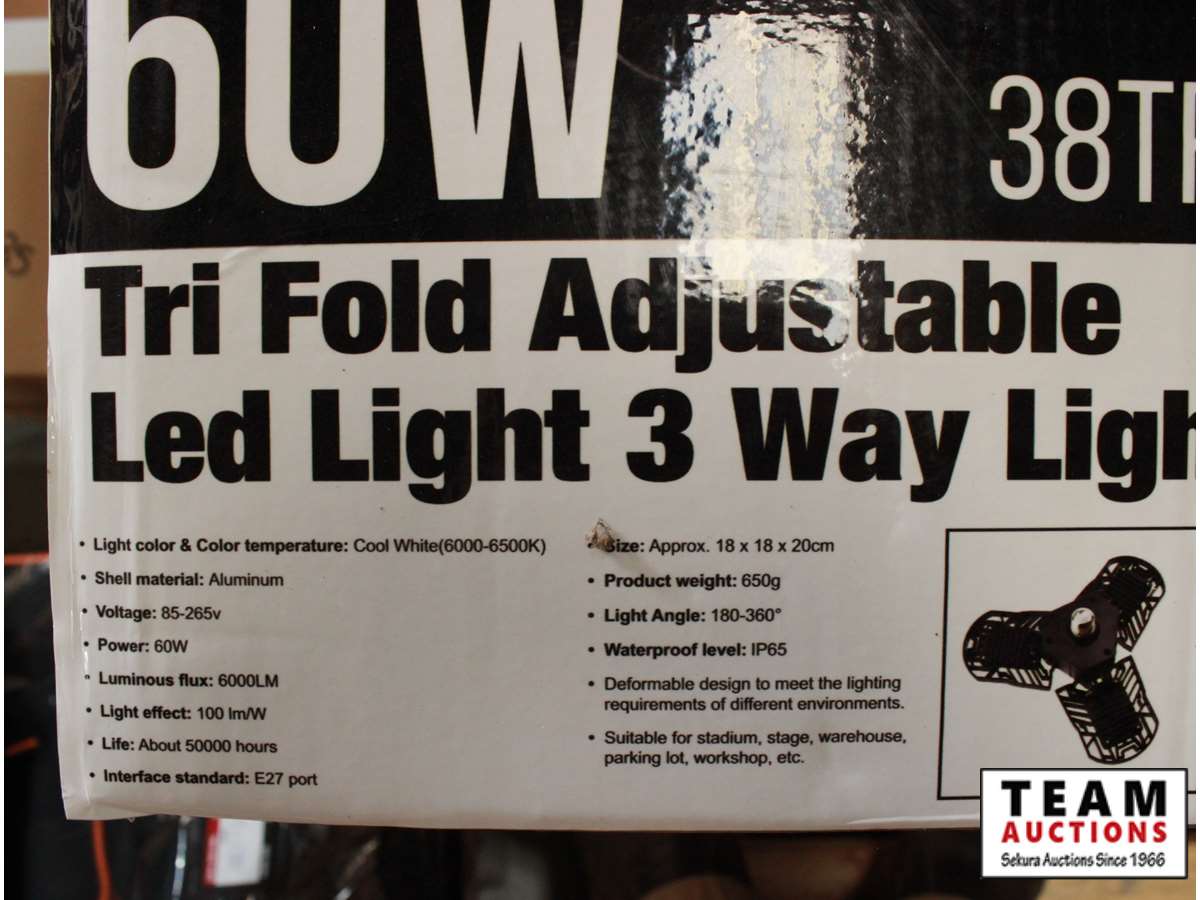 60W
38T
Tri Fold Adjustable
Led Light 3 Way Ligh
• Light color & Color temperature: Cool White(6000-6500K)
• Shell material: Aluminum
• Voltage: 85-265v
• Power: 60W
• Luminous flux: 6000LM
• Light effect: 100 lm/W
• Life: About 50000 hours
• Interface standard: E27 port
• Size: Approx. 18 x 18 x 20cm
• Product weight: 650g
• Light Angle: 180-360°
• Waterproof level: IP65
• Deformable design to meet the lighting
requirements of different environments.
• Suitable for stadium, stage, warehouse,
parking lot, workshop, etc.
TEAM
AUCTIONS
Sekura Auctions Since 1966